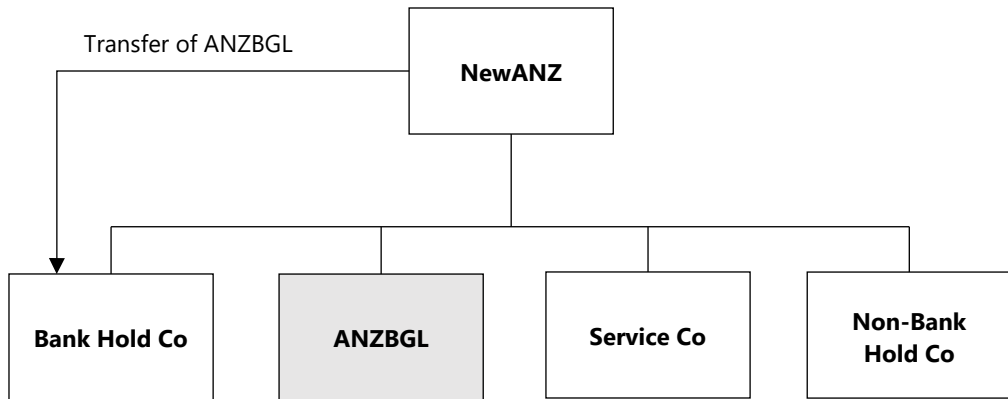 Transfer of ANZBGL
NewANZ
Bank Hold Co
ANZBGL
Service Co
Non-Bank
Hold Co